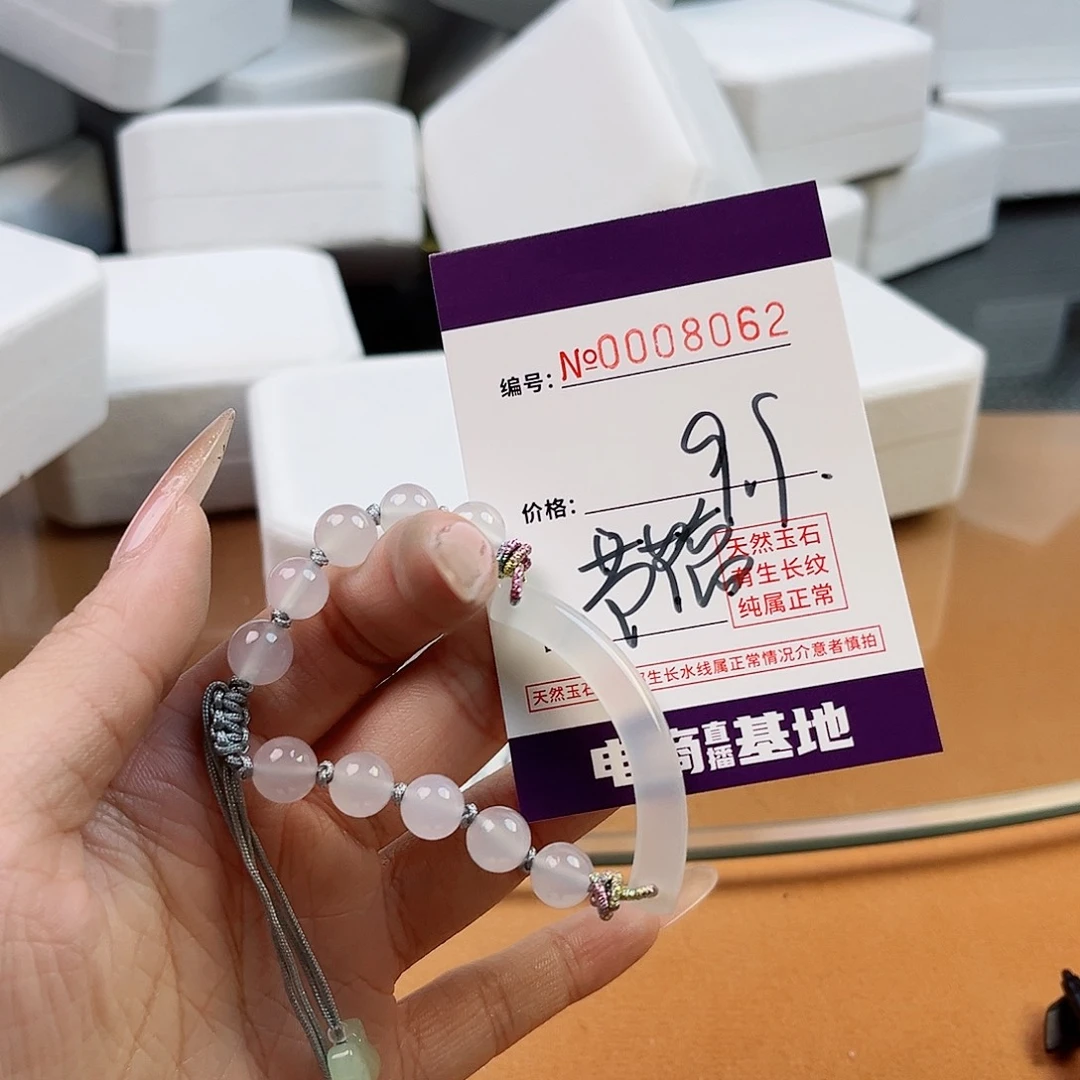 编号: №0008062
价格: 9.5
天然玉石
有生长纹
纯属正常
天然玉石
生长水线属正常情况介意者慎拍
电商直播基地